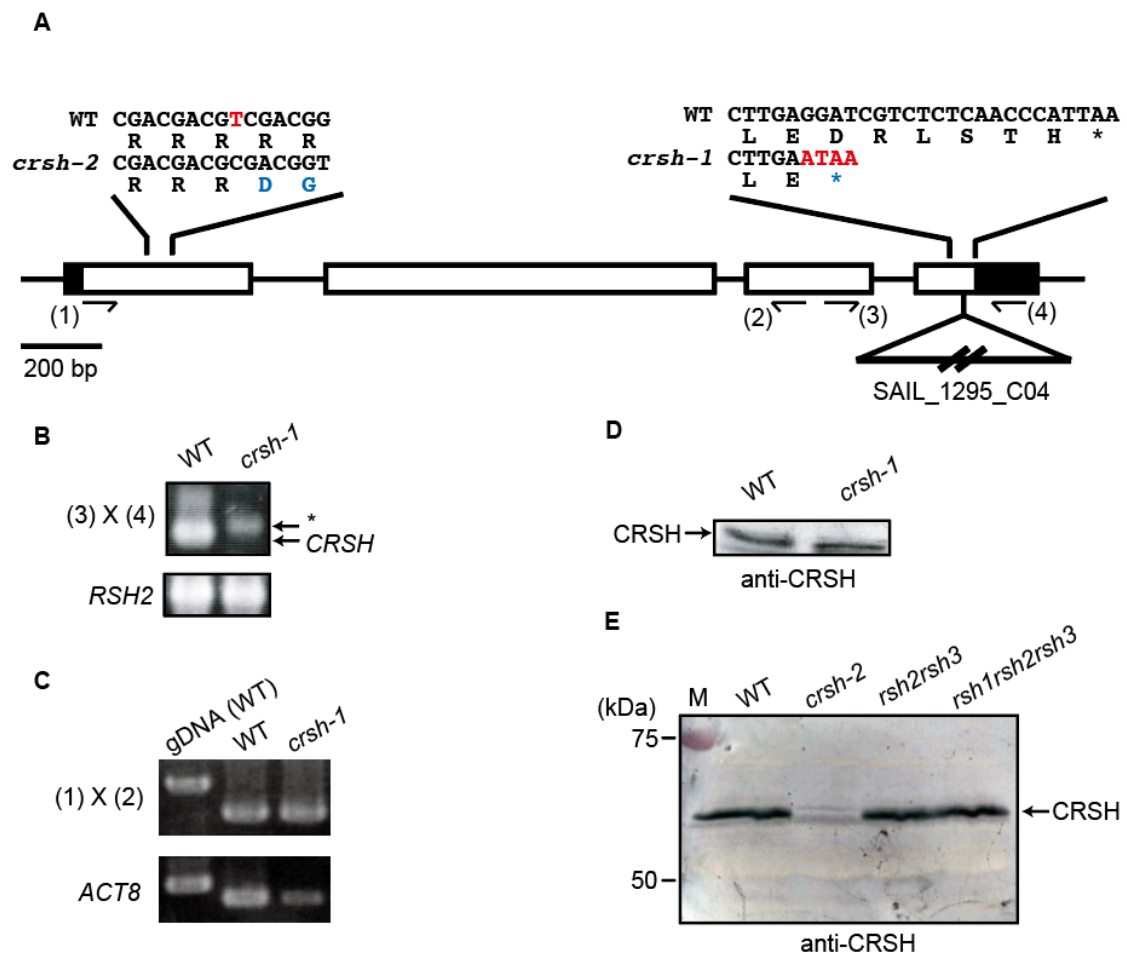 A
WT CGACGACGTCGACGG
R R R R R
crsh-2 CGACGACGCGACGGT
R R R D G
WT CTTGAGGATCGTCTCTCAACCCATTAA
L E D R L S T H *
crsh-1 CTTGAATAA
L E *
(1)
(2)
(3)
(4)
200 bp
SAIL_1295_C04
B
WT crsh-1
(3) X (4)
*
CRSH
RSH2
C
gDNA (WT) WT crsh-1
(1) X (2)
ACT8
D
WT crsh-1
CRSH
anti-CRSH
E
(kDa) M WT crsh-2 rsh2rsh3 rsh1rsh2rsh3
75
CRSH
50
anti-CRSH